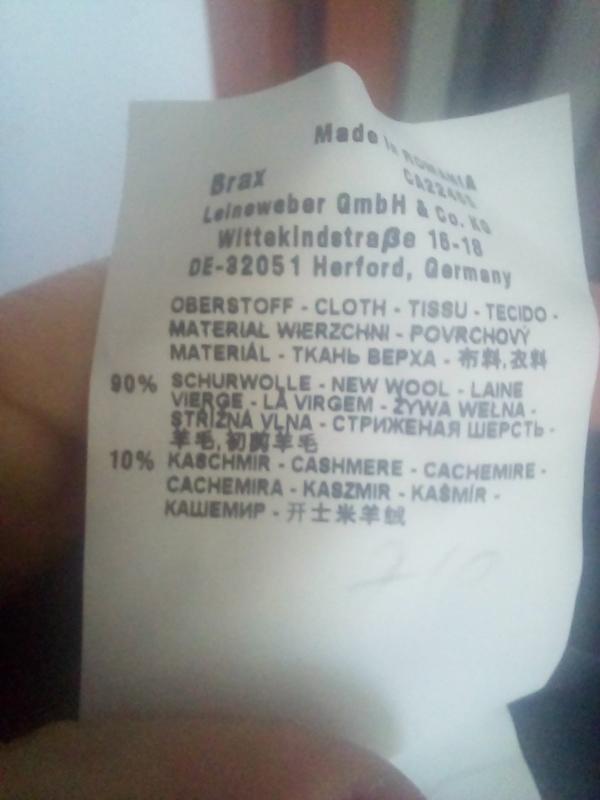 Made in ROMANIA
CA22400
Brax
Leineweber GmbH & Co. KG
Wittekindstraße 16-18
DE-32051 Herford, Germany
OBERSTOFF - CLOTH - TISSU - TECIDO -
MATERIAL WIERZCHNI - POVRCHOVÝ
MATERIÁL - ТКАНЬ ВЕРХА - 布料,衣料
90% SCHURWOLLE - NEW WOOL - LAINE
VIERGE - LÃ VIRGEM - ŻYWA WEŁNA -
STŘIŽNÁ VLNA - СТРИЖЕНАЯ ШЕРСТЬ -
羊毛,初剪羊毛
10% KASCHMIR - CASHMERE - CACHEMIRE -
CACHEMIRA - KASZMIR - KAŠMÍR -
КАШЕМИР - 开士米羊绒